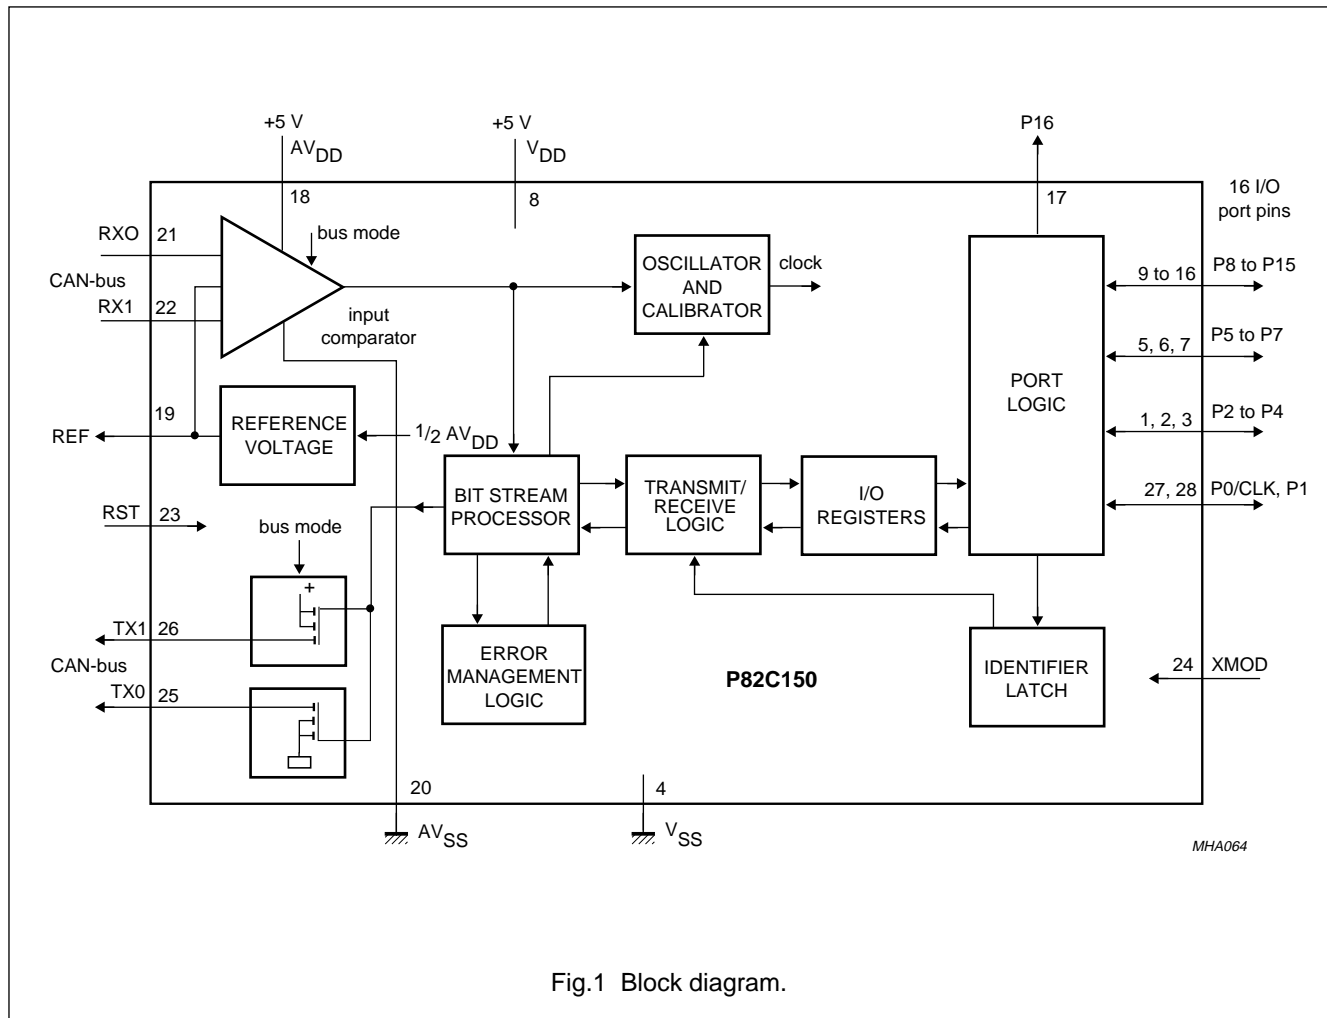 +5 V
AVDD
+5 V
VDD
P16
18
8
17
16 I/O
port pins
RXO
21
bus mode
CAN-bus
RX1
22
input
comparator
OSCILLATOR
AND
CALIBRATOR
clock
9 to 16
P8 to P15
5, 6, 7
P5 to P7
PORT
LOGIC
1, 2, 3
P2 to P4
27, 28
P0/CLK, P1
19
REF
REFERENCE
VOLTAGE
1/2 AVDD
RST
23
BIT STREAM
PROCESSOR
TRANSMIT/
RECEIVE
LOGIC
I/O
REGISTERS
bus mode
+
TX1
26
CAN-bus
TX0
25
ERROR
MANAGEMENT
LOGIC
P82C150
IDENTIFIER
LATCH
24
XMOD
20
AVSS
4
VSS
MHA064
Fig.1 Block diagram.